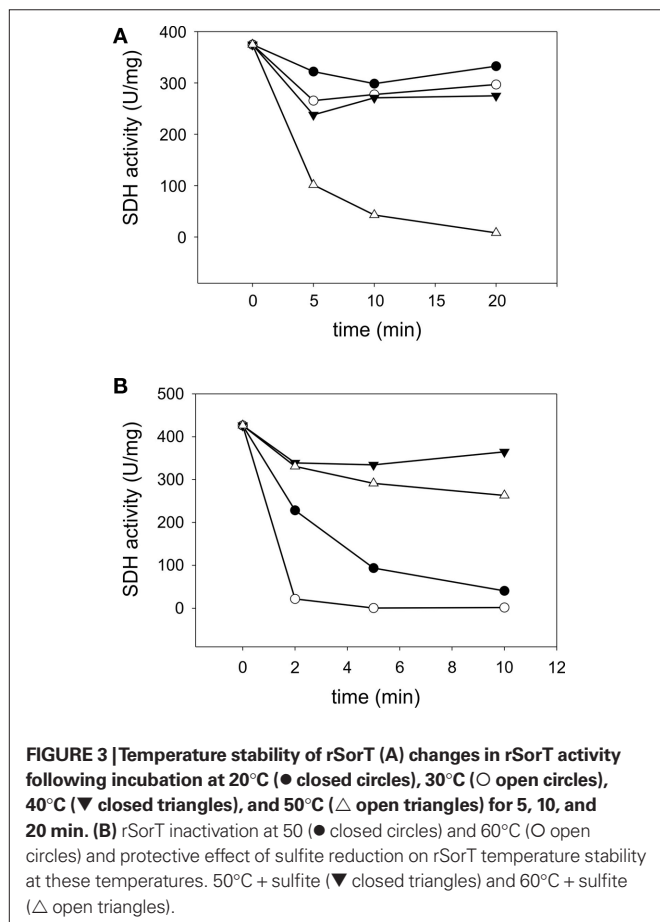 A
400
300
200
100
0
SDH activity (U/mg)
0 5 10 15 20
time (min)
B
500
400
300
200
100
0
SDH activity (U/mg)
0 2 4 6 8 10 12
time (min)
FIGURE 3 | Temperature stability of rSorT (A) changes in rSorT activity
following incubation at 20°C (● closed circles), 30°C (○ open circles),
40°C (▼ closed triangles), and 50°C (△ open triangles) for 5, 10, and
20 min. (B) rSorT inactivation at 50 (● closed circles) and 60°C (○ open
circles) and protective effect of sulfite reduction on rSorT temperature stability
at these temperatures. 50°C + sulfite (▼ closed triangles) and 60°C + sulfite
(△ open triangles).